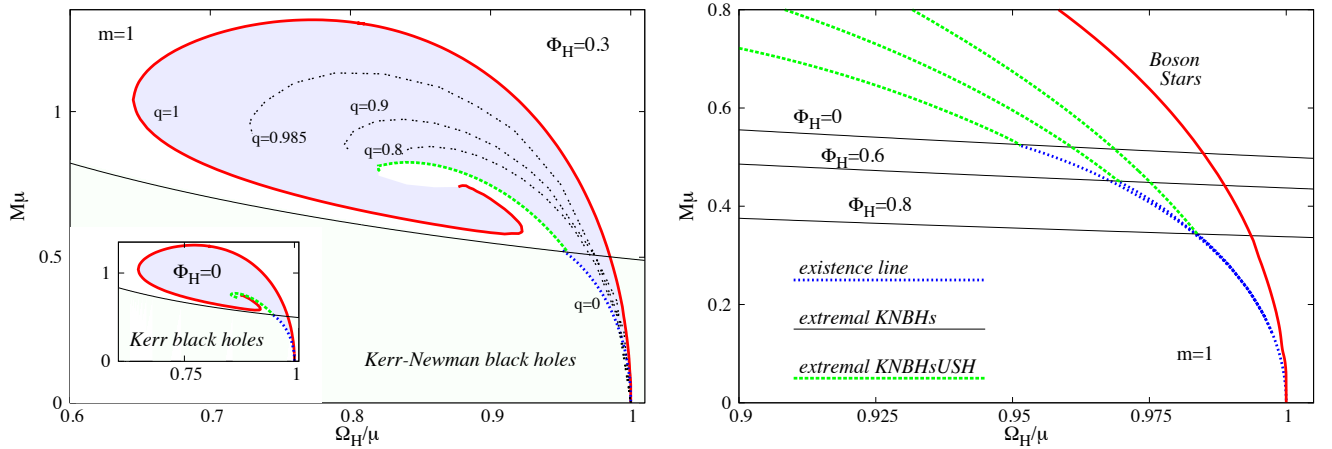 m=1
Φ_H=0.3
q=1
q=0.9
q=0.985
q=0.8
q=0
Kerr-Newman black holes
Mμ
1
0.5
0
0.6
0.7
0.8
0.9
1
Ω_H/μ
Φ_H=0
Kerr black holes
1
0
0.75
1
Boson
Stars
Φ_H=0
Φ_H=0.6
Φ_H=0.8
existence line
extremal KNBHs
extremal KNBHsUSH
m=1
Mμ
0.8
0.6
0.4
0.2
0
0.9
0.925
0.95
0.975
1
Ω_H/μ